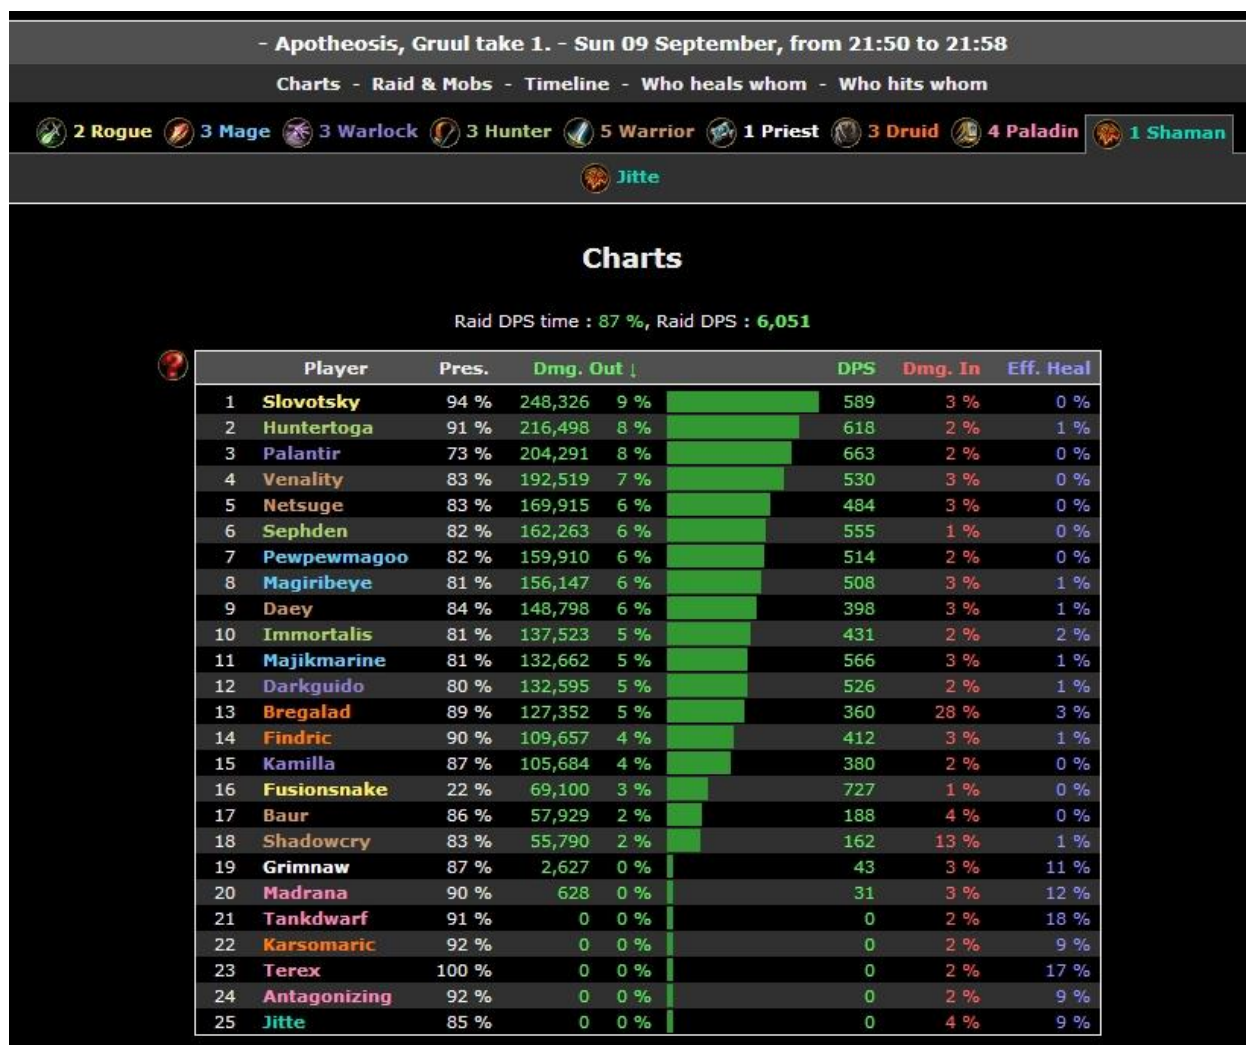 - Apotheosis, Gruul take 1. - Sun 09 September, from 21:50 to 21:58
Charts - Raid & Mobs - Timeline - Who heals whom - Who hits whom
2 Rogue 3 Mage 3 Warlock 3 Hunter 5 Warrior 1 Priest 3 Druid 4 Paladin 1 Shaman
Jitte
Charts
Raid DPS time : 87 %, Raid DPS : 6,051
? Player Pres. Dmg. Out ↓ DPS Dmg. In Eff. Heal
1 Slovotsky 94 % 248,326 9 % 589 3 % 0 %
2 Huntertoga 91 % 216,498 8 % 618 2 % 1 %
3 Palantir 73 % 204,291 8 % 663 2 % 0 %
4 Venality 83 % 192,519 7 % 530 3 % 0 %
5 Netsuge 83 % 169,915 6 % 484 3 % 0 %
6 Sephden 82 % 162,263 6 % 555 1 % 0 %
7 Pewpewmagoo 82 % 159,910 6 % 514 2 % 0 %
8 Magiribeye 81 % 156,147 6 % 508 3 % 1 %
9 Daey 84 % 148,798 6 % 398 3 % 1 %
10 Immortalis 81 % 137,523 5 % 431 2 % 2 %
11 Majikmarine 81 % 132,662 5 % 566 3 % 1 %
12 Darkguido 80 % 132,595 5 % 526 2 % 1 %
13 Bregalad 89 % 127,352 5 % 360 28 % 3 %
14 Findric 90 % 109,657 4 % 412 3 % 1 %
15 Kamilla 87 % 105,684 4 % 380 2 % 0 %
16 Fusionsnake 22 % 69,100 3 % 727 1 % 0 %
17 Baur 86 % 57,929 2 % 188 4 % 0 %
18 Shadowcry 83 % 55,790 2 % 162 13 % 1 %
19 Grimnaw 87 % 2,627 0 % 43 3 % 11 %
20 Madrana 90 % 628 0 % 31 3 % 12 %
21 Tankdwarf 91 % 0 0 % 0 2 % 18 %
22 Karsomaric 92 % 0 0 % 0 2 % 9 %
23 Terex 100 % 0 0 % 0 2 % 17 %
24 Antagonizing 92 % 0 0 % 0 2 % 9 %
25 Jitte 85 % 0 0 % 0 4 % 9 %